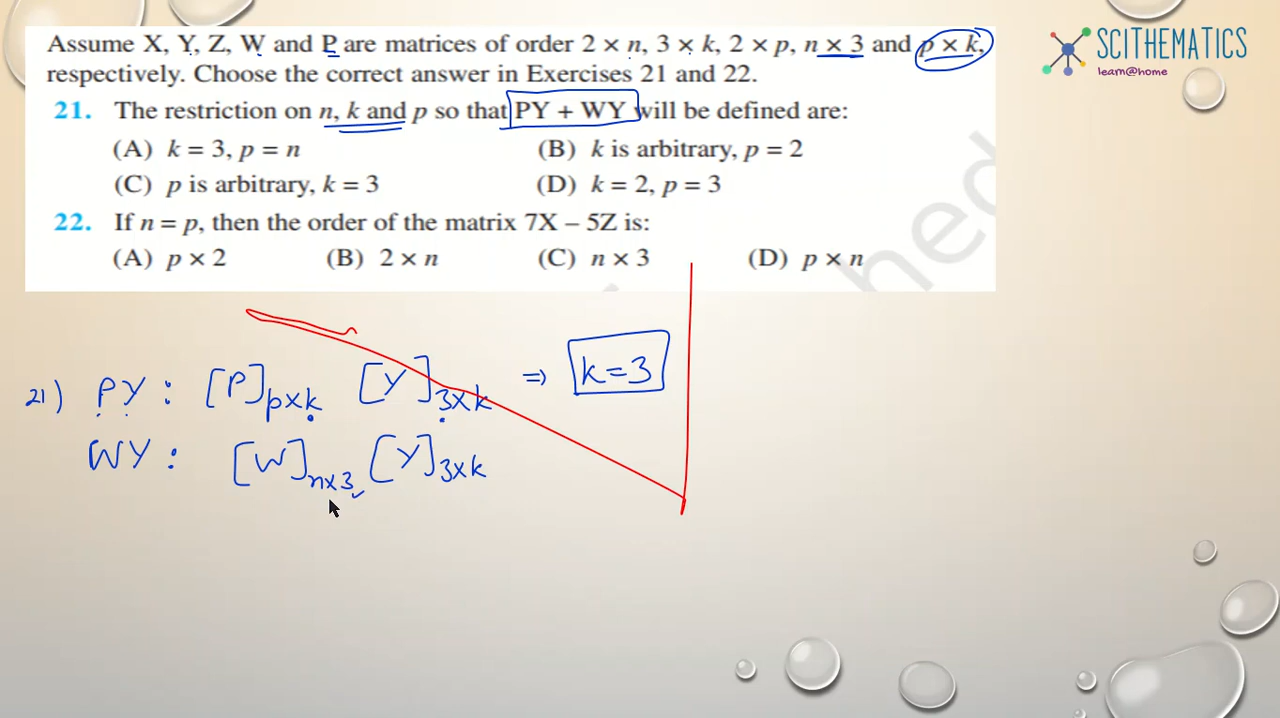 Assume X, Y, Z, W and P are matrices of order 2 × n, 3 × k, 2 × p, n × 3 and p × k,
respectively. Choose the correct answer in Exercises 21 and 22.
21. The restriction on n, k and p so that PY + WY will be defined are:
(A) k = 3, p = n (B) k is arbitrary, p = 2
(C) p is arbitrary, k = 3 (D) k = 2, p = 3
22. If n = p, then the order of the matrix 7X – 5Z is:
(A) p × 2 (B) 2 × n (C) n × 3 (D) p × n
SCITHEMATICS
learn@home
21) PY : [P]p×k [Y]3×k ⇒ k=3
WY : [W]n×3 [Y]3×k